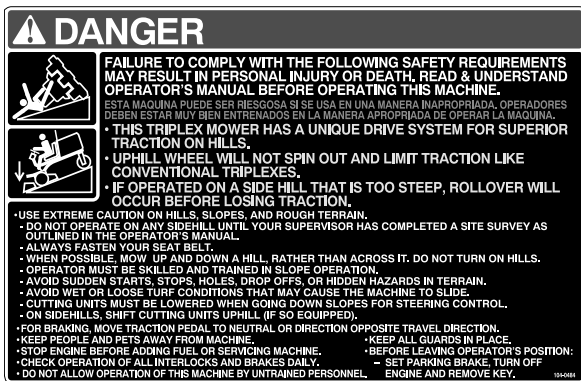 DANGER
FAILURE TO COMPLY WITH THE FOLLOWING SAFETY REQUIREMENTS
MAY RESULT IN PERSONAL INJURY OR DEATH. READ & UNDERSTAND
OPERATOR'S MANUAL BEFORE OPERATING THIS MACHINE.
ESTA MAQUINA PUEDE SER RIESGOSA SI SE USA EN UNA MANERA INAPROPRIADA. OPERADORES
DEBEN ESTAR MUY BIEN ENTRENADOS EN LA MANERA APROPRIADA DE OPERAR LA MAQUINA.
• THIS TRIPLEX MOWER HAS A UNIQUE DRIVE SYSTEM FOR SUPERIOR
TRACTION ON HILLS.
• UPHILL WHEEL WILL NOT SPIN OUT AND LIMIT TRACTION LIKE
CONVENTIONAL TRIPLEXES.
• IF OPERATED ON A SIDE HILL THAT IS TOO STEEP, ROLLOVER WILL
OCCUR BEFORE LOSING TRACTION.
•USE EXTREME CAUTION ON HILLS, SLOPES, AND ROUGH TERRAIN.
- DO NOT OPERATE ON ANY SIDEHILL UNTIL YOUR SUPERVISOR HAS COMPLETED A SITE SURVEY AS
OUTLINED IN THE OPERATOR'S MANUAL.
- ALWAYS FASTEN YOUR SEAT BELT.
- WHEN POSSIBLE, MOW UP AND DOWN A HILL, RATHER THAN ACROSS IT. DO NOT TURN ON HILLS.
- OPERATOR MUST BE SKILLED AND TRAINED IN SLOPE OPERATION.
- AVOID SUDDEN STARTS, STOPS, HOLES, DROP OFFS, OR HIDDEN HAZARDS IN TERRAIN.
- AVOID WET OR LOOSE TURF CONDITIONS THAT MAY CAUSE THE MACHINE TO SLIDE.
- CUTTING UNITS MUST BE LOWERED WHEN GOING DOWN SLOPES FOR STEERING CONTROL.
- ON SIDEHILLS, SHIFT CUTTING UNITS UPHILL (IF SO EQUIPPED).
•FOR BRAKING, MOVE TRACTION PEDAL TO NEUTRAL OR DIRECTION OPPOSITE TRAVEL DIRECTION.
•KEEP PEOPLE AND PETS AWAY FROM MACHINE.
•STOP ENGINE BEFORE ADDING FUEL OR SERVICING MACHINE.
•CHECK OPERATION OF ALL INTERLOCKS AND BRAKES DAILY.
•DO NOT ALLOW OPERATION OF THIS MACHINE BY UNTRAINED PERSONNEL.
•KEEP ALL GUARDS IN PLACE.
•BEFORE LEAVING OPERATOR'S POSITION:
- SET PARKING BRAKE, TURN OFF
ENGINE AND REMOVE KEY.
104-0484